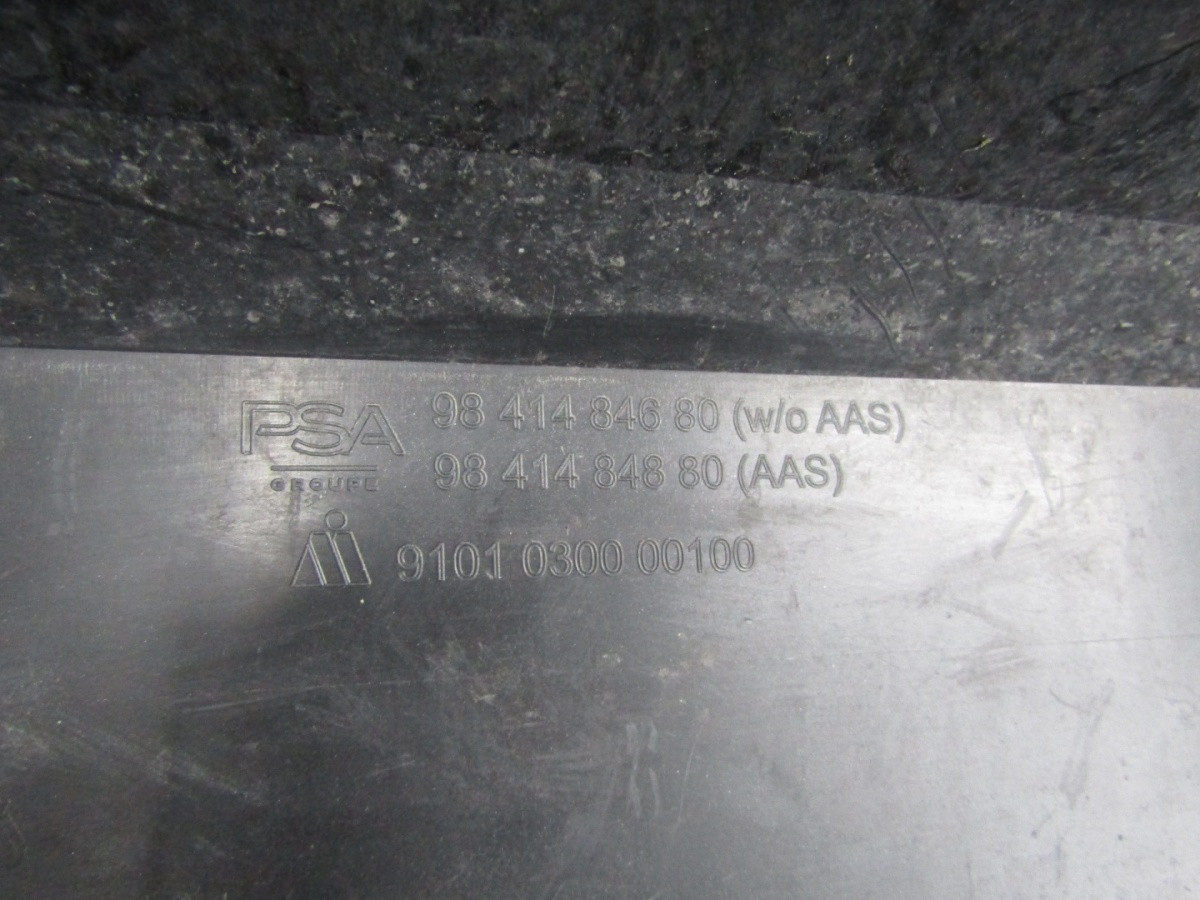 PSA
GROUPE
98 414 846 80 (w/o AAS)
98 414 848 80 (AAS)
9101 0300 00100